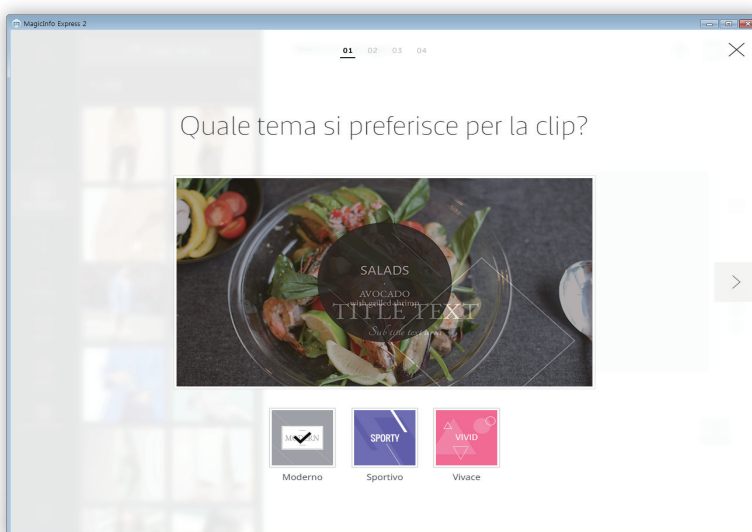 MagicInfo Express 2
01 02 03 04
Quale tema si preferisce per la clip?
SALADS
AVOCADO
with grilled shrimp
TITLE TEXT
Sub title text
MODERN
SPORTY
VIVID
Moderno
Sportivo
Vivace